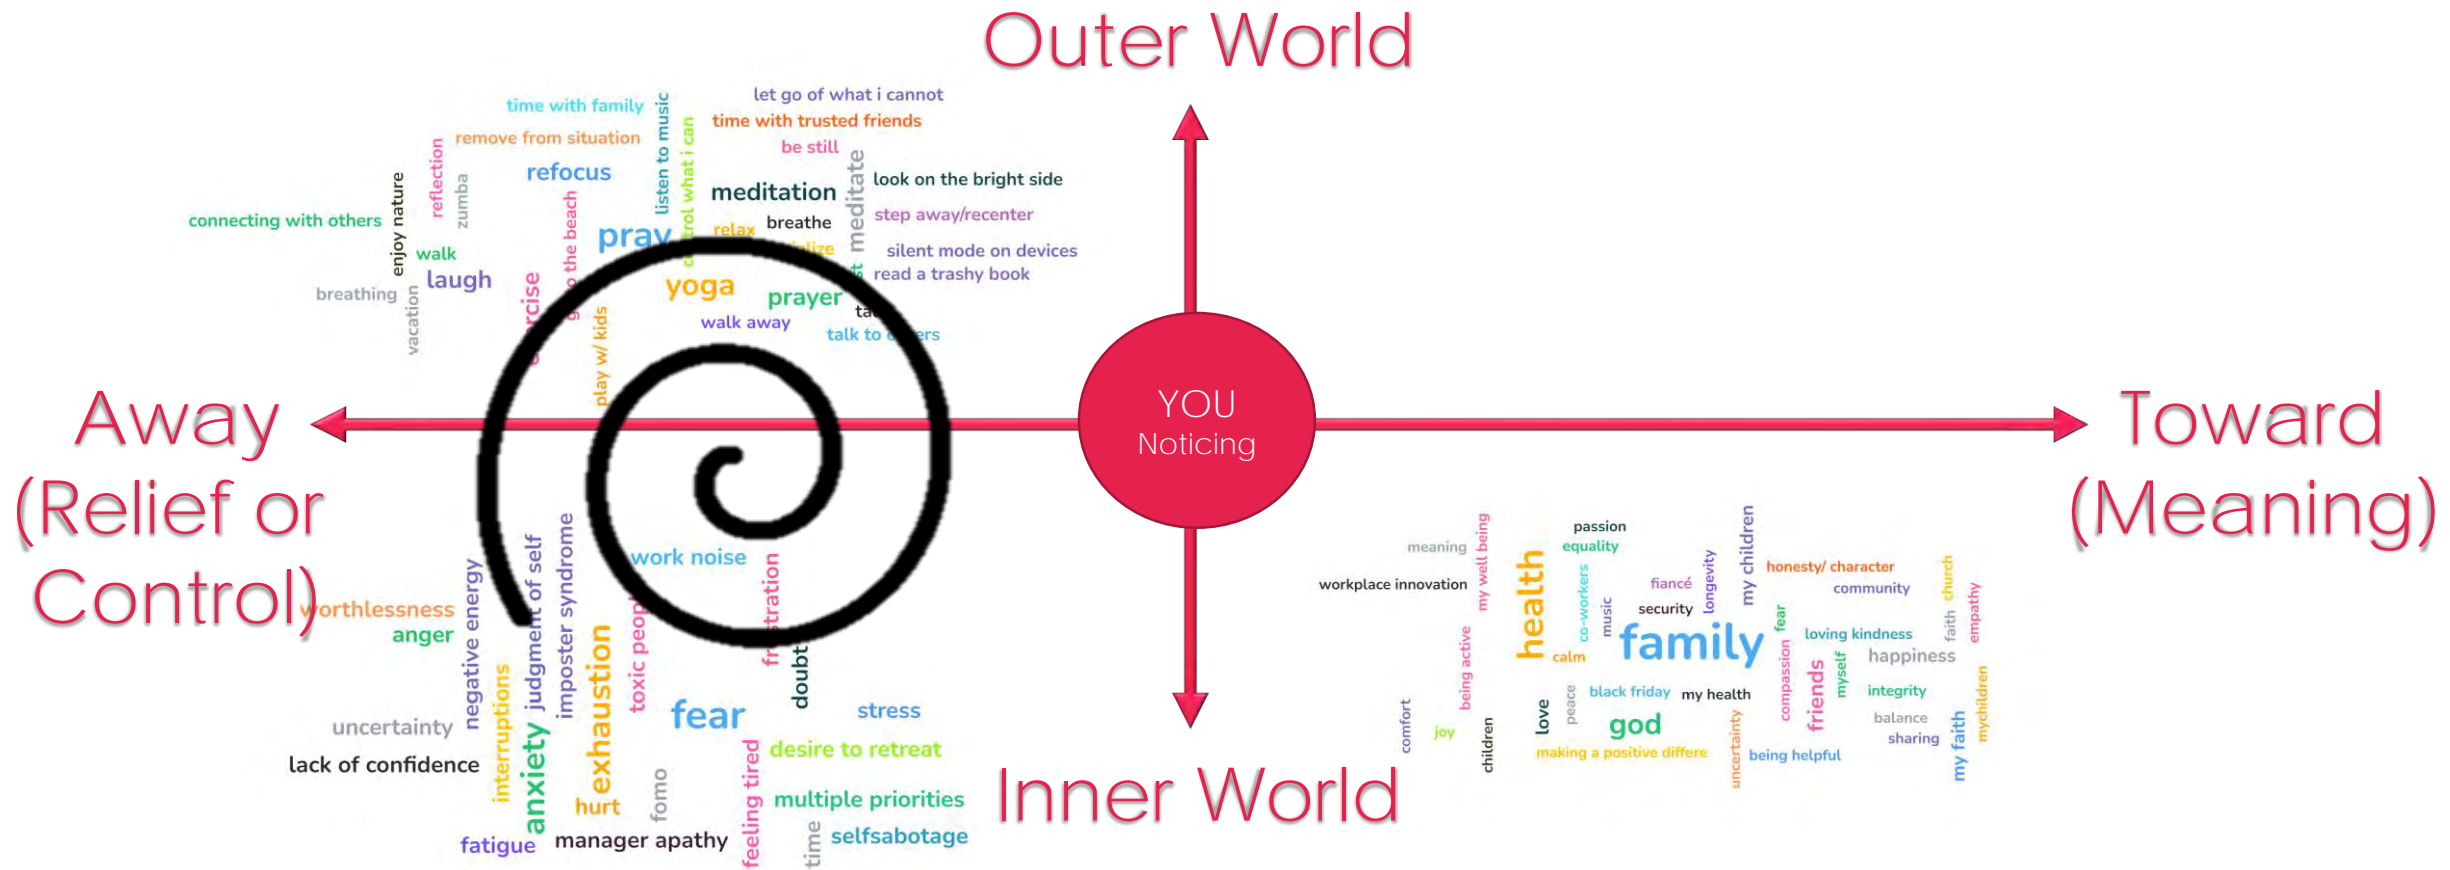 Outer World
let go of what i cannot
time with family
listen to music
time with trusted friends
remove from situation
be still
reflection
zumba
refocus
meditation
meditate
look on the bright side
enjoy nature
connecting with others
breathe
step away/recenter
pray
relax
walk
silent mode on devices
laugh
read a trashy book
yoga
prayer
breathing
vacation
the beach
walk away
talk to
play w/ kids
YOU
Noticing
Away
(Relief or
Control)
Toward
(Meaning)
work noise
negative energy
judgment of self
imposter syndrome
worthlessness
anger
interruptions
exhaustion
toxic
doubt
fear
stress
uncertainty
lack of confidence
anxiety
desire to retreat
feeling tired
hurt
fomo
multiple priorities
fatigue
manager apathy
time
selfsabotage
Inner World
meaning
my well being
passion
equality
health
my children
workplace innovation
co-workers
music
fiancé
longevity
honesty/ character
community
church
security
family
fear
faith
empathy
loving kindness
calm
being active
compassion
friends
myself
happiness
black friday
my health
integrity
love
peace
god
uncertainty
balance
sharing
my faith
mychildren
comfort
joy
children
making a positive differe
being helpful